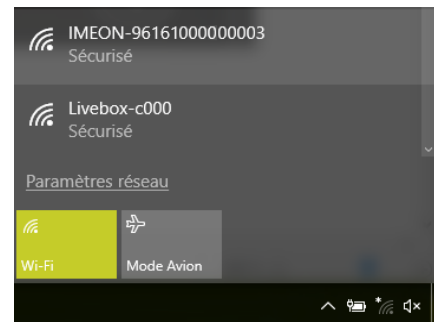 IMEON-96161000000003
Sécurisé
Livebox-c000
Sécurisé
Paramètres réseau
Wi-Fi
Mode Avion